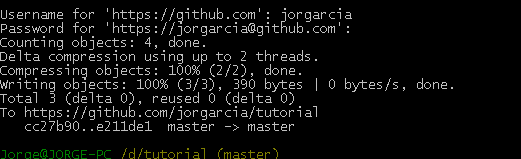 Username for 'https://github.com': jorgarcia
Password for 'https://jorgarcia@github.com':
Counting objects: 4, done.
Delta compression using up to 2 threads.
Compressing objects: 100% (2/2), done.
Writing objects: 100% (3/3), 390 bytes | 0 bytes/s, done.
Total 3 (delta 0), reused 0 (delta 0)
To https://github.com/jorgarcia/tutorial
   cc27b90..e211de1  master -> master
Jorge@JORGE-PC /d/tutorial (master)